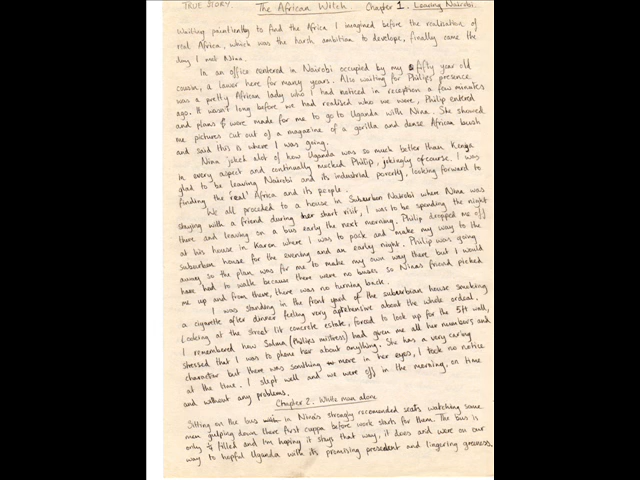 TRUE STORY. The African Witch Chapter 1. Leaving Nairobi.
Waiting paintiently to find the Africa I imagined before the realisation of
real Africa, which was the harsh ambition to develope, finally came the
day I met Nina.
In an office centered in Nairobi occupied by my fifty year old
cousin, a lawer here for many years. Also waiting for Philips presence
was a pretty African lady who I had noticed in reception a few minutes
ago. It wasnt long before we had realised who we were, Philip entered
and plans were made for me to go to Uganda with Nina. She showed
me pictures cut out of a magazine of a gorilla and dense African bush
and said this is where I was going.
Nina joked alot of how Uganda was so much better than Kenya
in every aspect and continually mocked Philip, jokingly ofcourse. I was
glad to be leaving Nairobi and its industrial poverty, looking forward to
finding the "real" Africa and its people.
We all proceded to a house in Suburban Nairobi where Nina was
staying with a friend during her short visit, I was to be spending the night
there and leaving on a bus early the next morning. Philip dropped me off
at his house in Karen where I was to pack and make my way to the
suburban house for the evening and an early night. Philip was going
away so the plan was for me to make my own way there but I would
have had to walk because there were no buses so Ninas friend picked
me up and from there, there was no turning back.
I was standing in the front yard of the suburbian house smoking
a cigarette after dinner feeling very aprehensive about the whole ordeal.
Looking at the street lit concrete estate, forced to look up for the 5ft wall,
I remembered how Salma (Philips mistress) had given me all her numbers and
stressed that I was to phone her about anything. She has a very caring
character but there was somthing more in her eyes, I took no notice
at the time. I slept well and we were off in the morning on time
and without any problems.
Chapter 2. White man alone
Sitting on the bus in Nina's strongly recomended seats watching some
men gulping down there first cuppa before work starts for them. The bus is
only ½ filled and Im hoping it stays that way, it does and were on our
way to hopful Uganda with its promising precedent and lingering greeness.